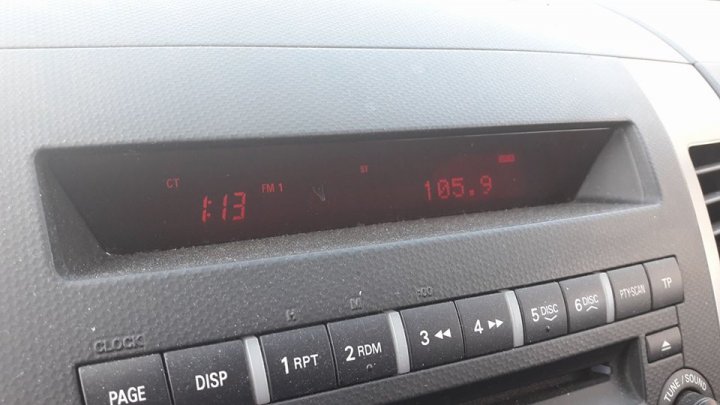 CT
1:13
FM 1
ST
105.9
CLOCK
H
M
:00
PAGE
DISP
1 RPT
2 RDM
3 ◀◀
4 ▶▶
5 DISC
6 DISC
PTY·SCAN
TP
TUNE / SOUND